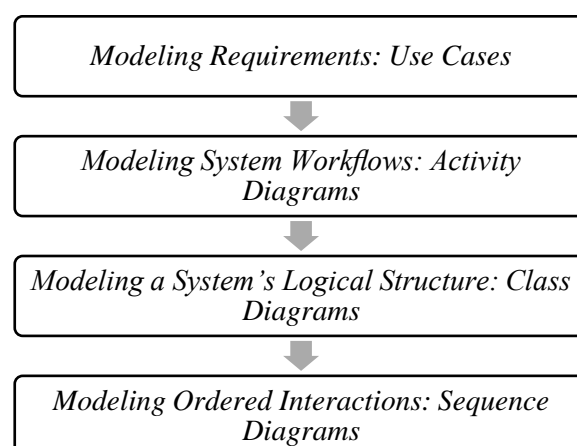 Modeling Requirements: Use Cases
Modeling System Workflows: Activity
Diagrams
Modeling a System’s Logical Structure: Class
Diagrams
Modeling Ordered Interactions: Sequence
Diagrams